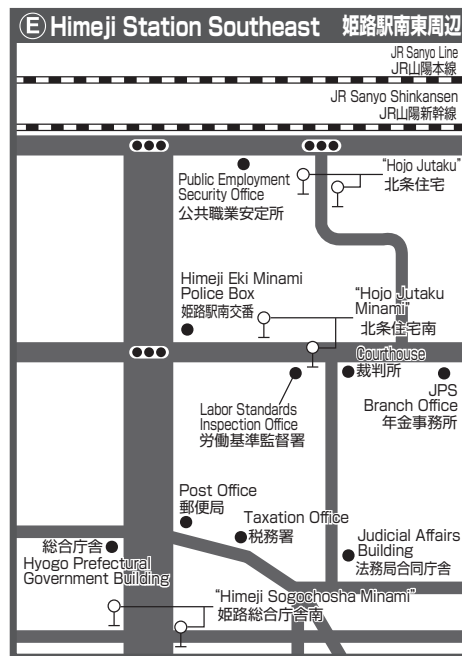 E Himeji Station Southeast 姫路駅南東周辺
JR Sanyo Line
JR山陽本線
JR Sanyo Shinkansen
JR山陽新幹線
Public Employment
Security Office
公共職業安定所
"Hojo Jutaku"
北条住宅
Himeji Eki Minami
Police Box
姫路駅南交番
"Hojo Jutaku
Minami"
北条住宅南
Courthouse
裁判所
JPS
Branch Office
年金事務所
Labor Standards
Inspection Office
労働基準監督署
Post Office
郵便局
Taxation Office
税務署
総合庁舎
Hyogo Prefectural
Government Building
Judicial Affairs
Building
法務局合同庁舎
"Himeji Sogochosha Minami"
姫路総合庁舎南